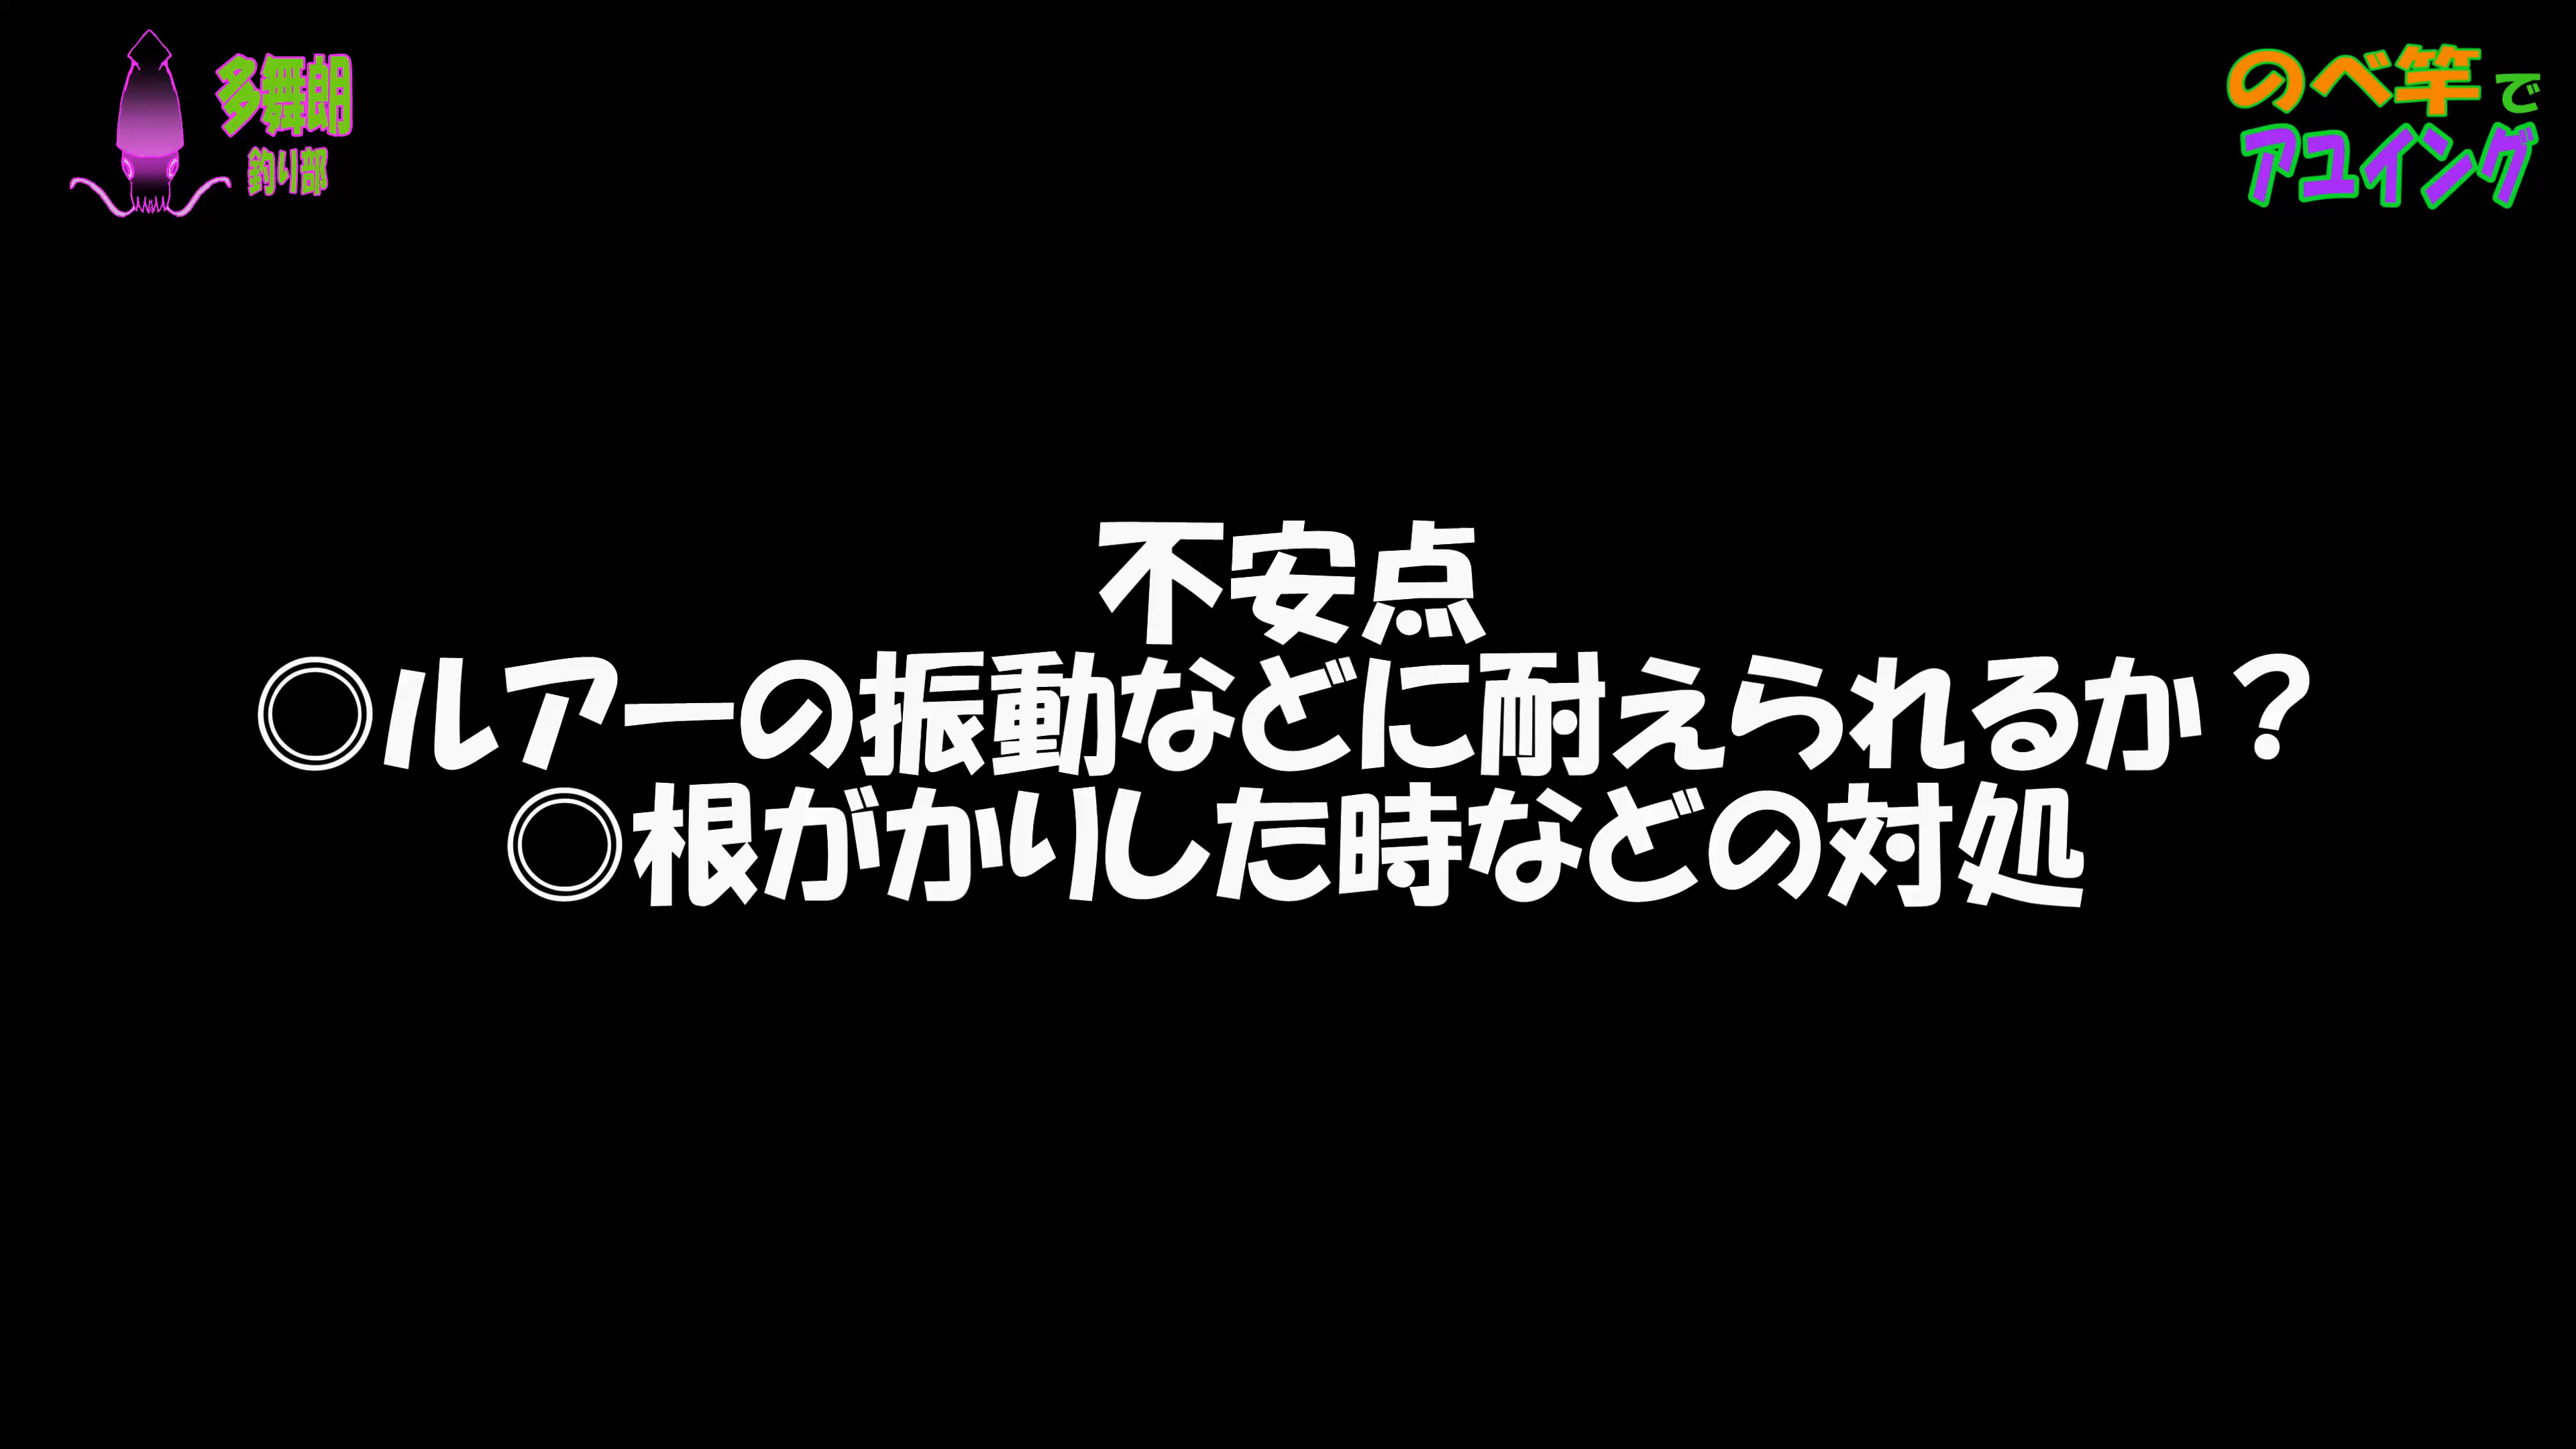 多舞朗
釣り部
のべ竿で
アユイング
不安点
◎ルアーの振動などに耐えられるか？
◎根がかりした時などの対処